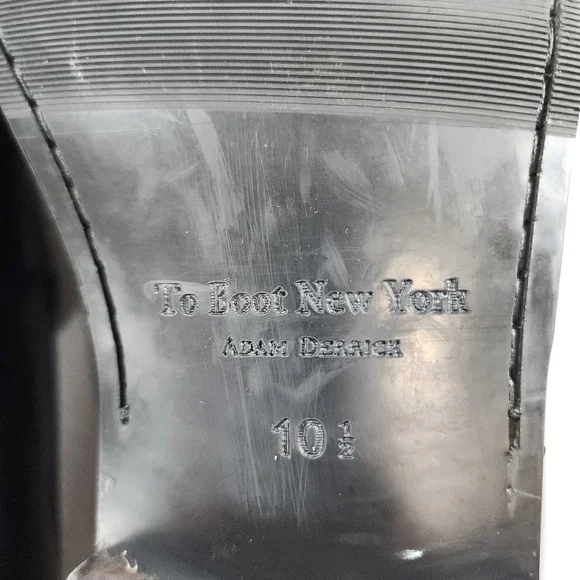 To Boot New York
ADAM DERRICK
10 1/2